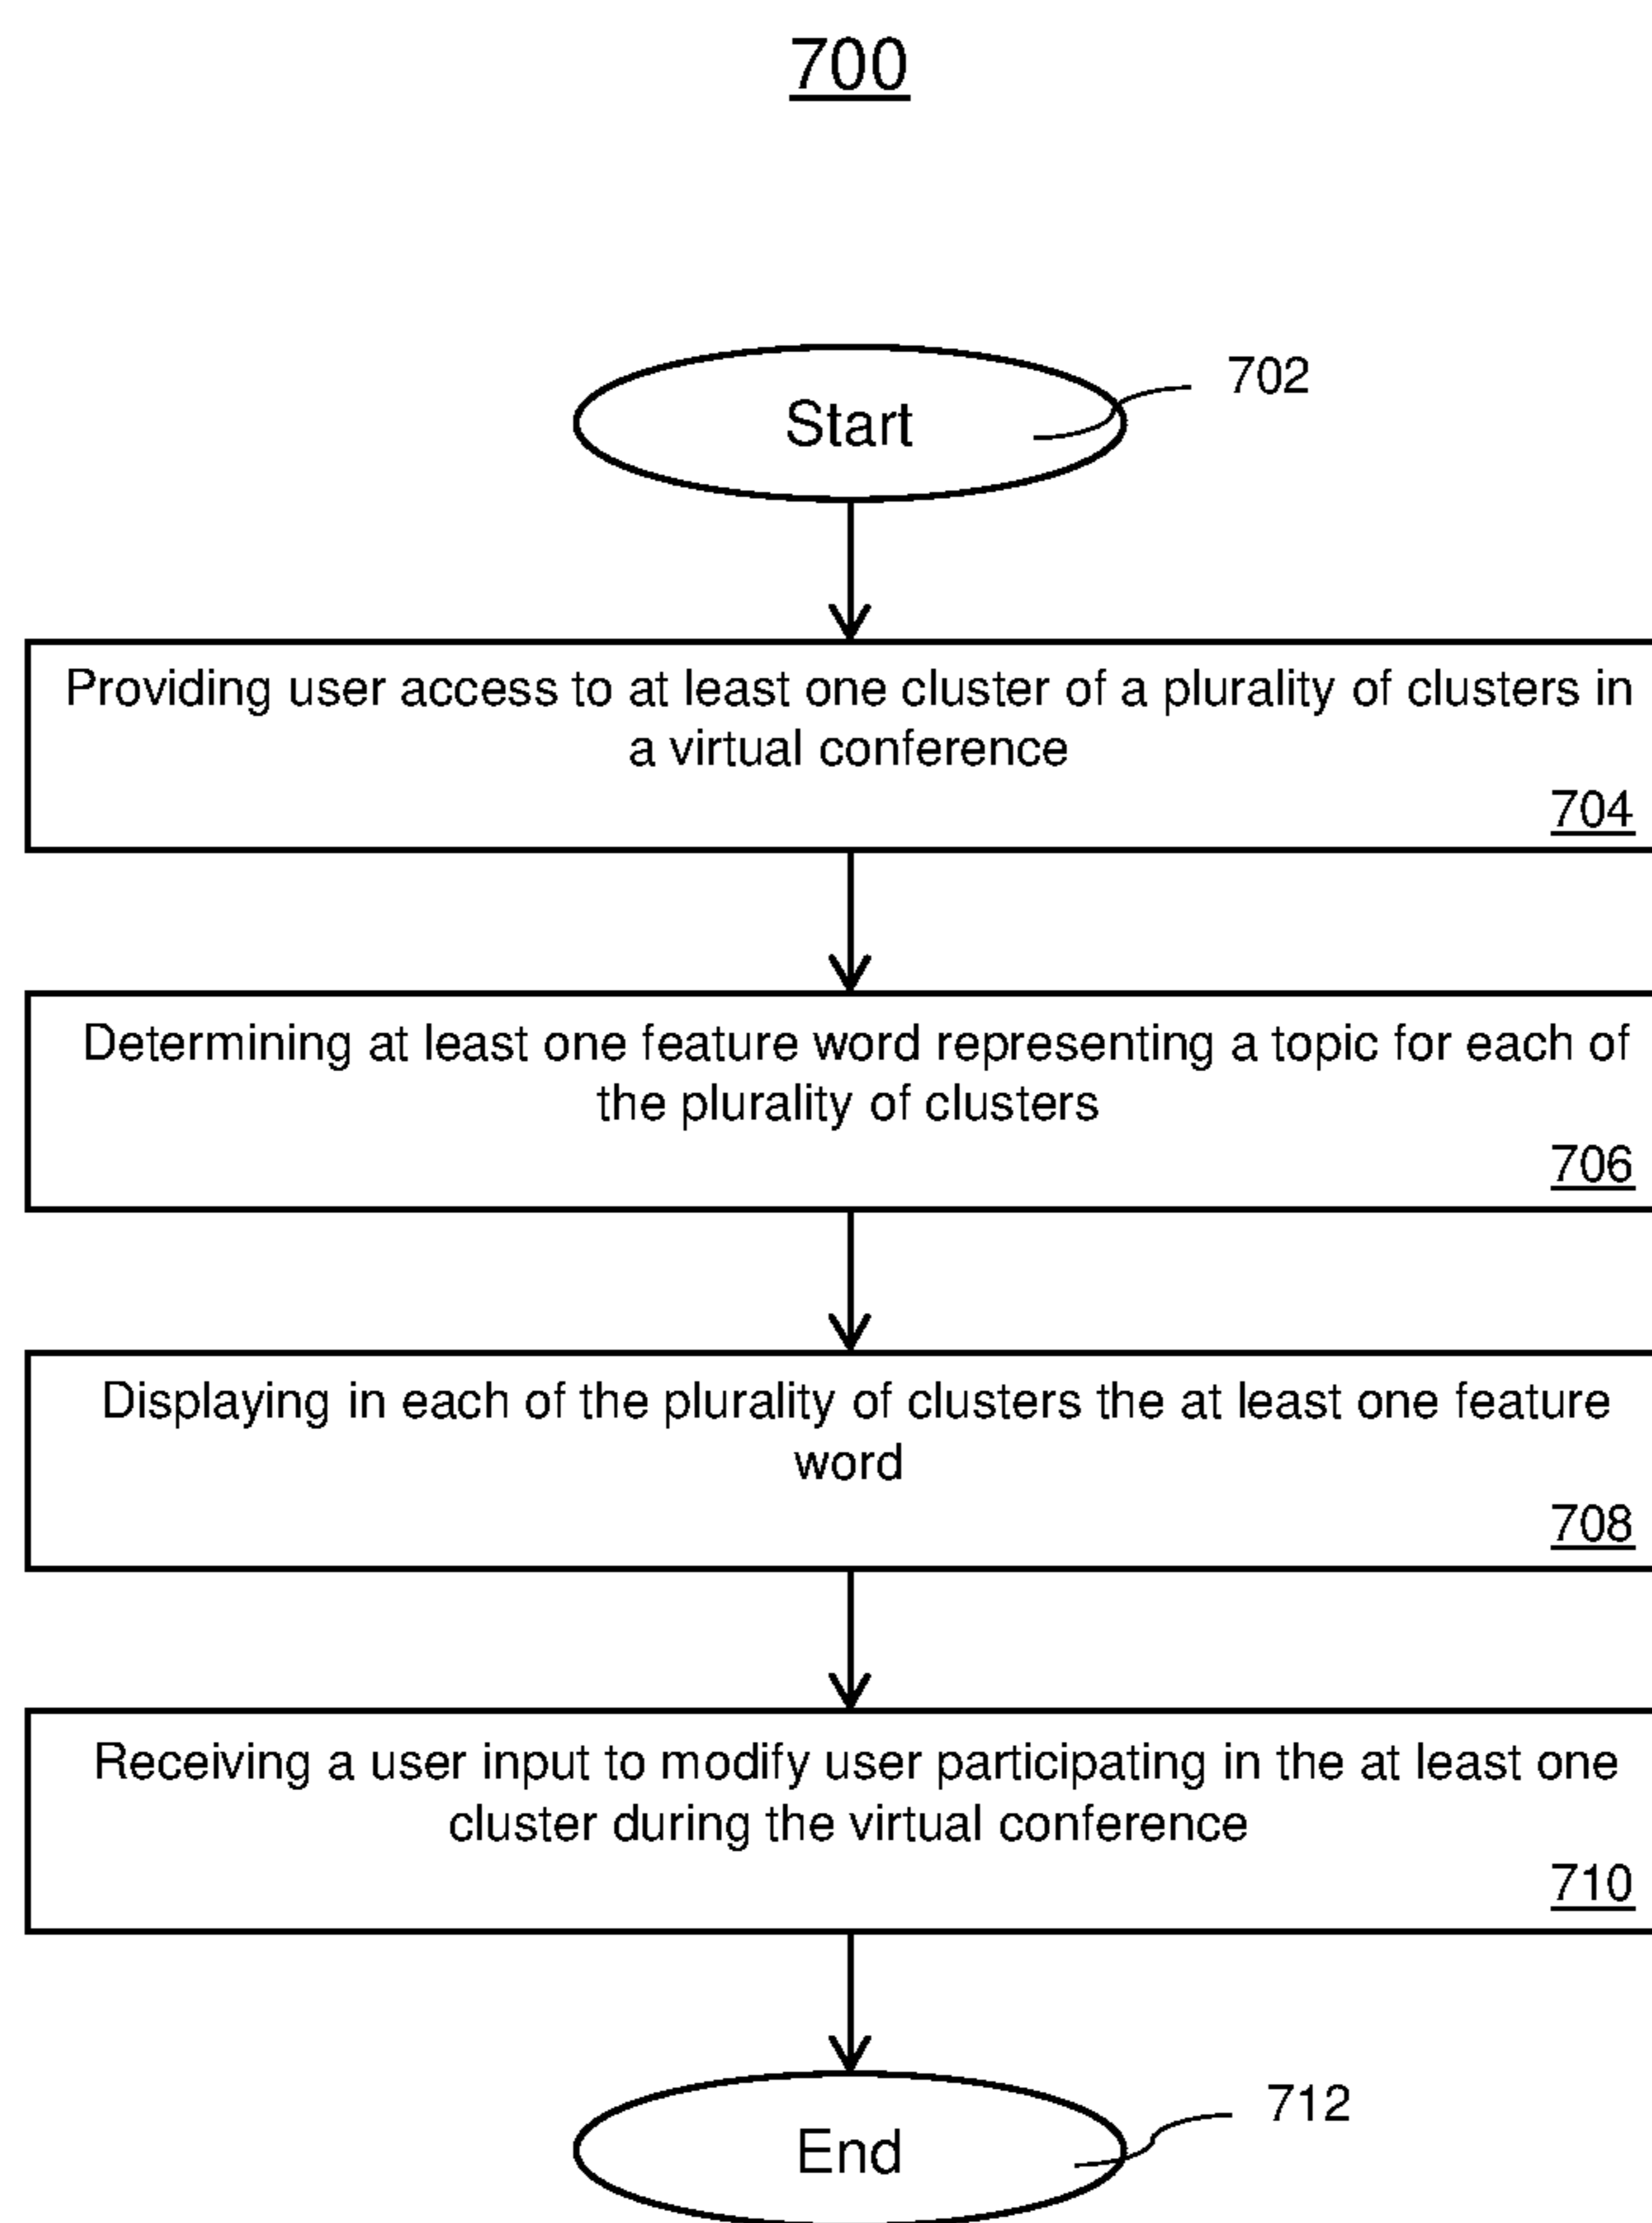 700
Start
702
Providing user access to at least one cluster of a plurality of clusters in
a virtual conference
704
Determining at least one feature word representing a topic for each of
the plurality of clusters
706
Displaying in each of the plurality of clusters the at least one feature
word
708
Receiving a user input to modify user participating in the at least one
cluster during the virtual conference
710
712
End